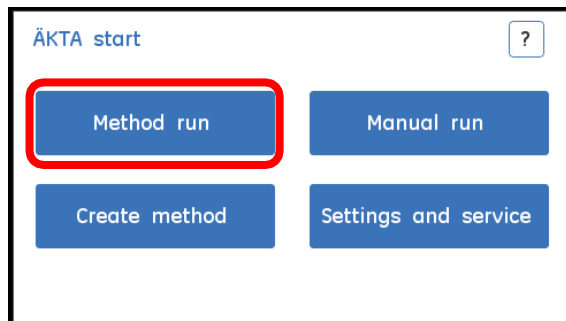 ÄKTA start
?
Method run
Manual run
Create method
Settings and service